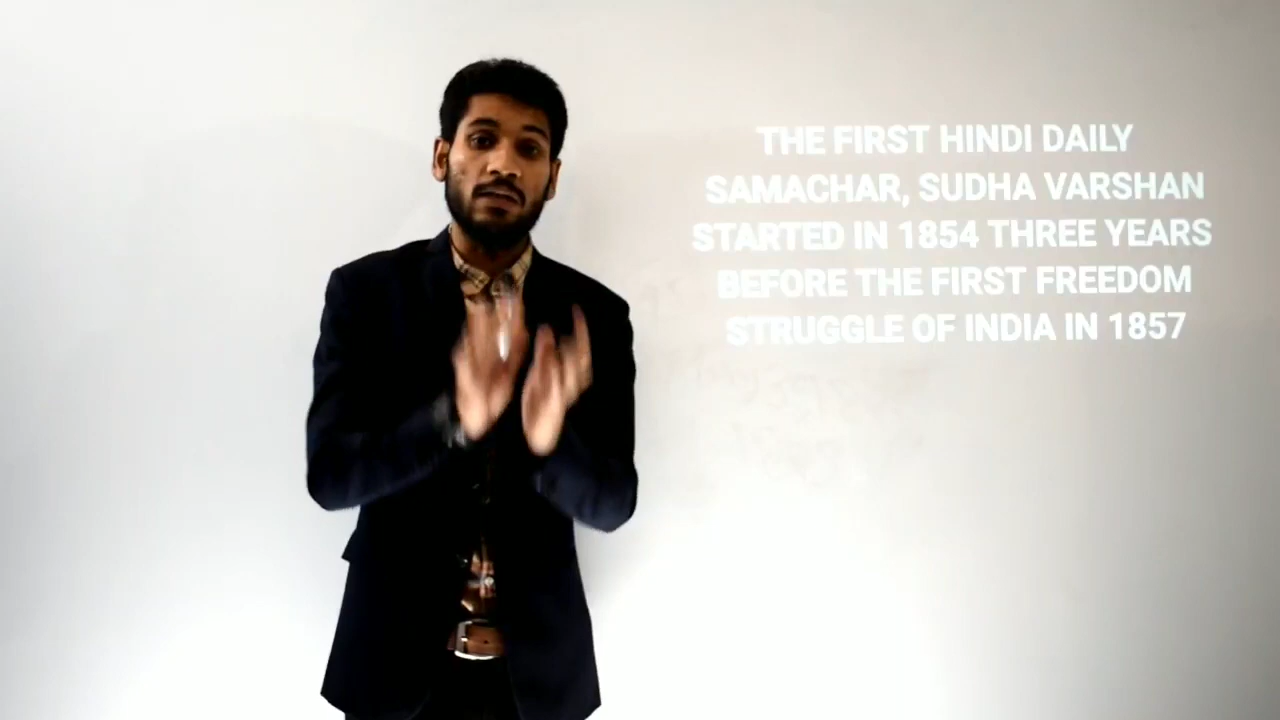 THE FIRST HINDI DAILY
SAMACHAR, SUDHA VARSHAN
STARTED IN 1854 THREE YEARS
BEFORE THE FIRST FREEDOM
STRUGGLE OF INDIA IN 1857